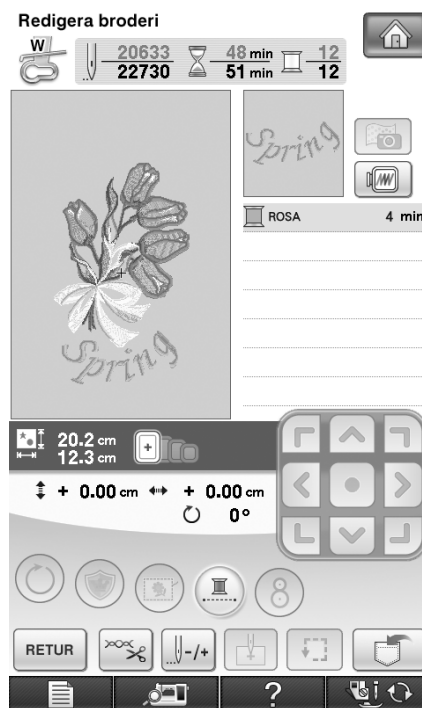 Redigera broderi
W
20633 48 min 12
22730 51 min 12
Spring
ROSA 4 min
Spring
20.2 cm
12.3 cm
+ 0.00 cm + 0.00 cm
0°
8
RETUR
-/+
?
i